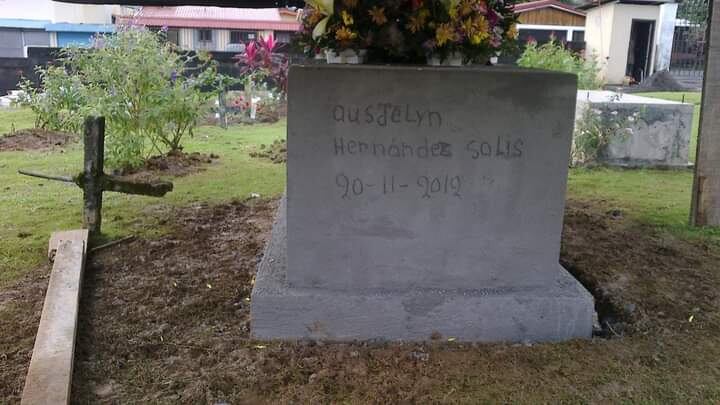 ausJELyn
Hernández SOLIS
20-11-2012